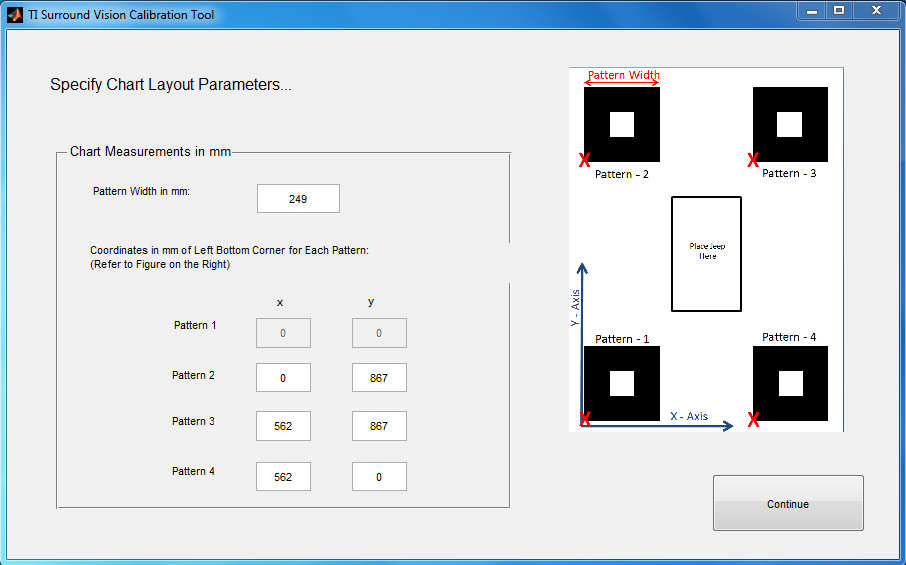 TI Surround Vision Calibration Tool
Specify Chart Layout Parameters...
Chart Measurements in mm
Pattern Width in mm:
249
Coordinates in mm of Left Bottom Corner for Each Pattern:
(Refer to Figure on the Right)
x y
Pattern 1 0 0
Pattern 2 0 867
Pattern 3 562 867
Pattern 4 562 0
Pattern Width
X X
Pattern - 2 Pattern - 3
Place Jeep
Here
Y - Axis
Pattern - 1 Pattern - 4
X X
X - Axis
Continue